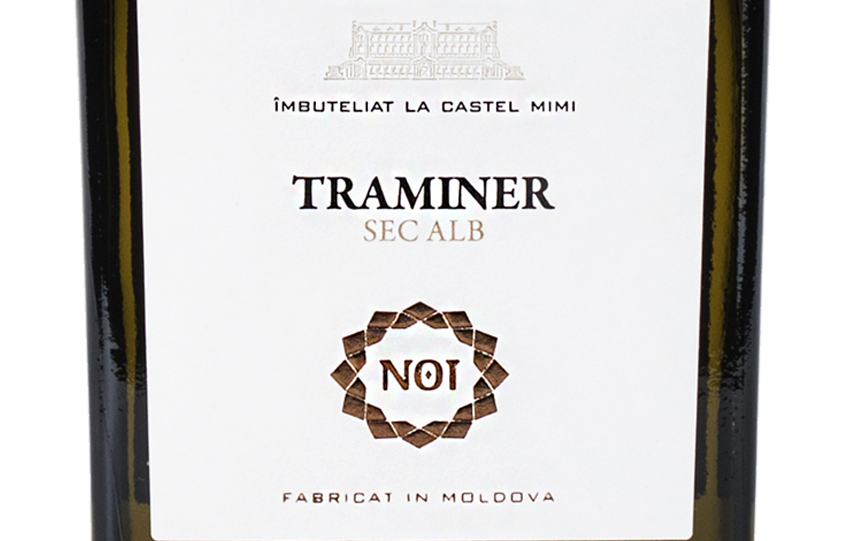 ÎMBUTELIAT LA CASTEL MIMI
TRAMINER
SEC ALB
NOI
FABRICAT IN MOLDOVA